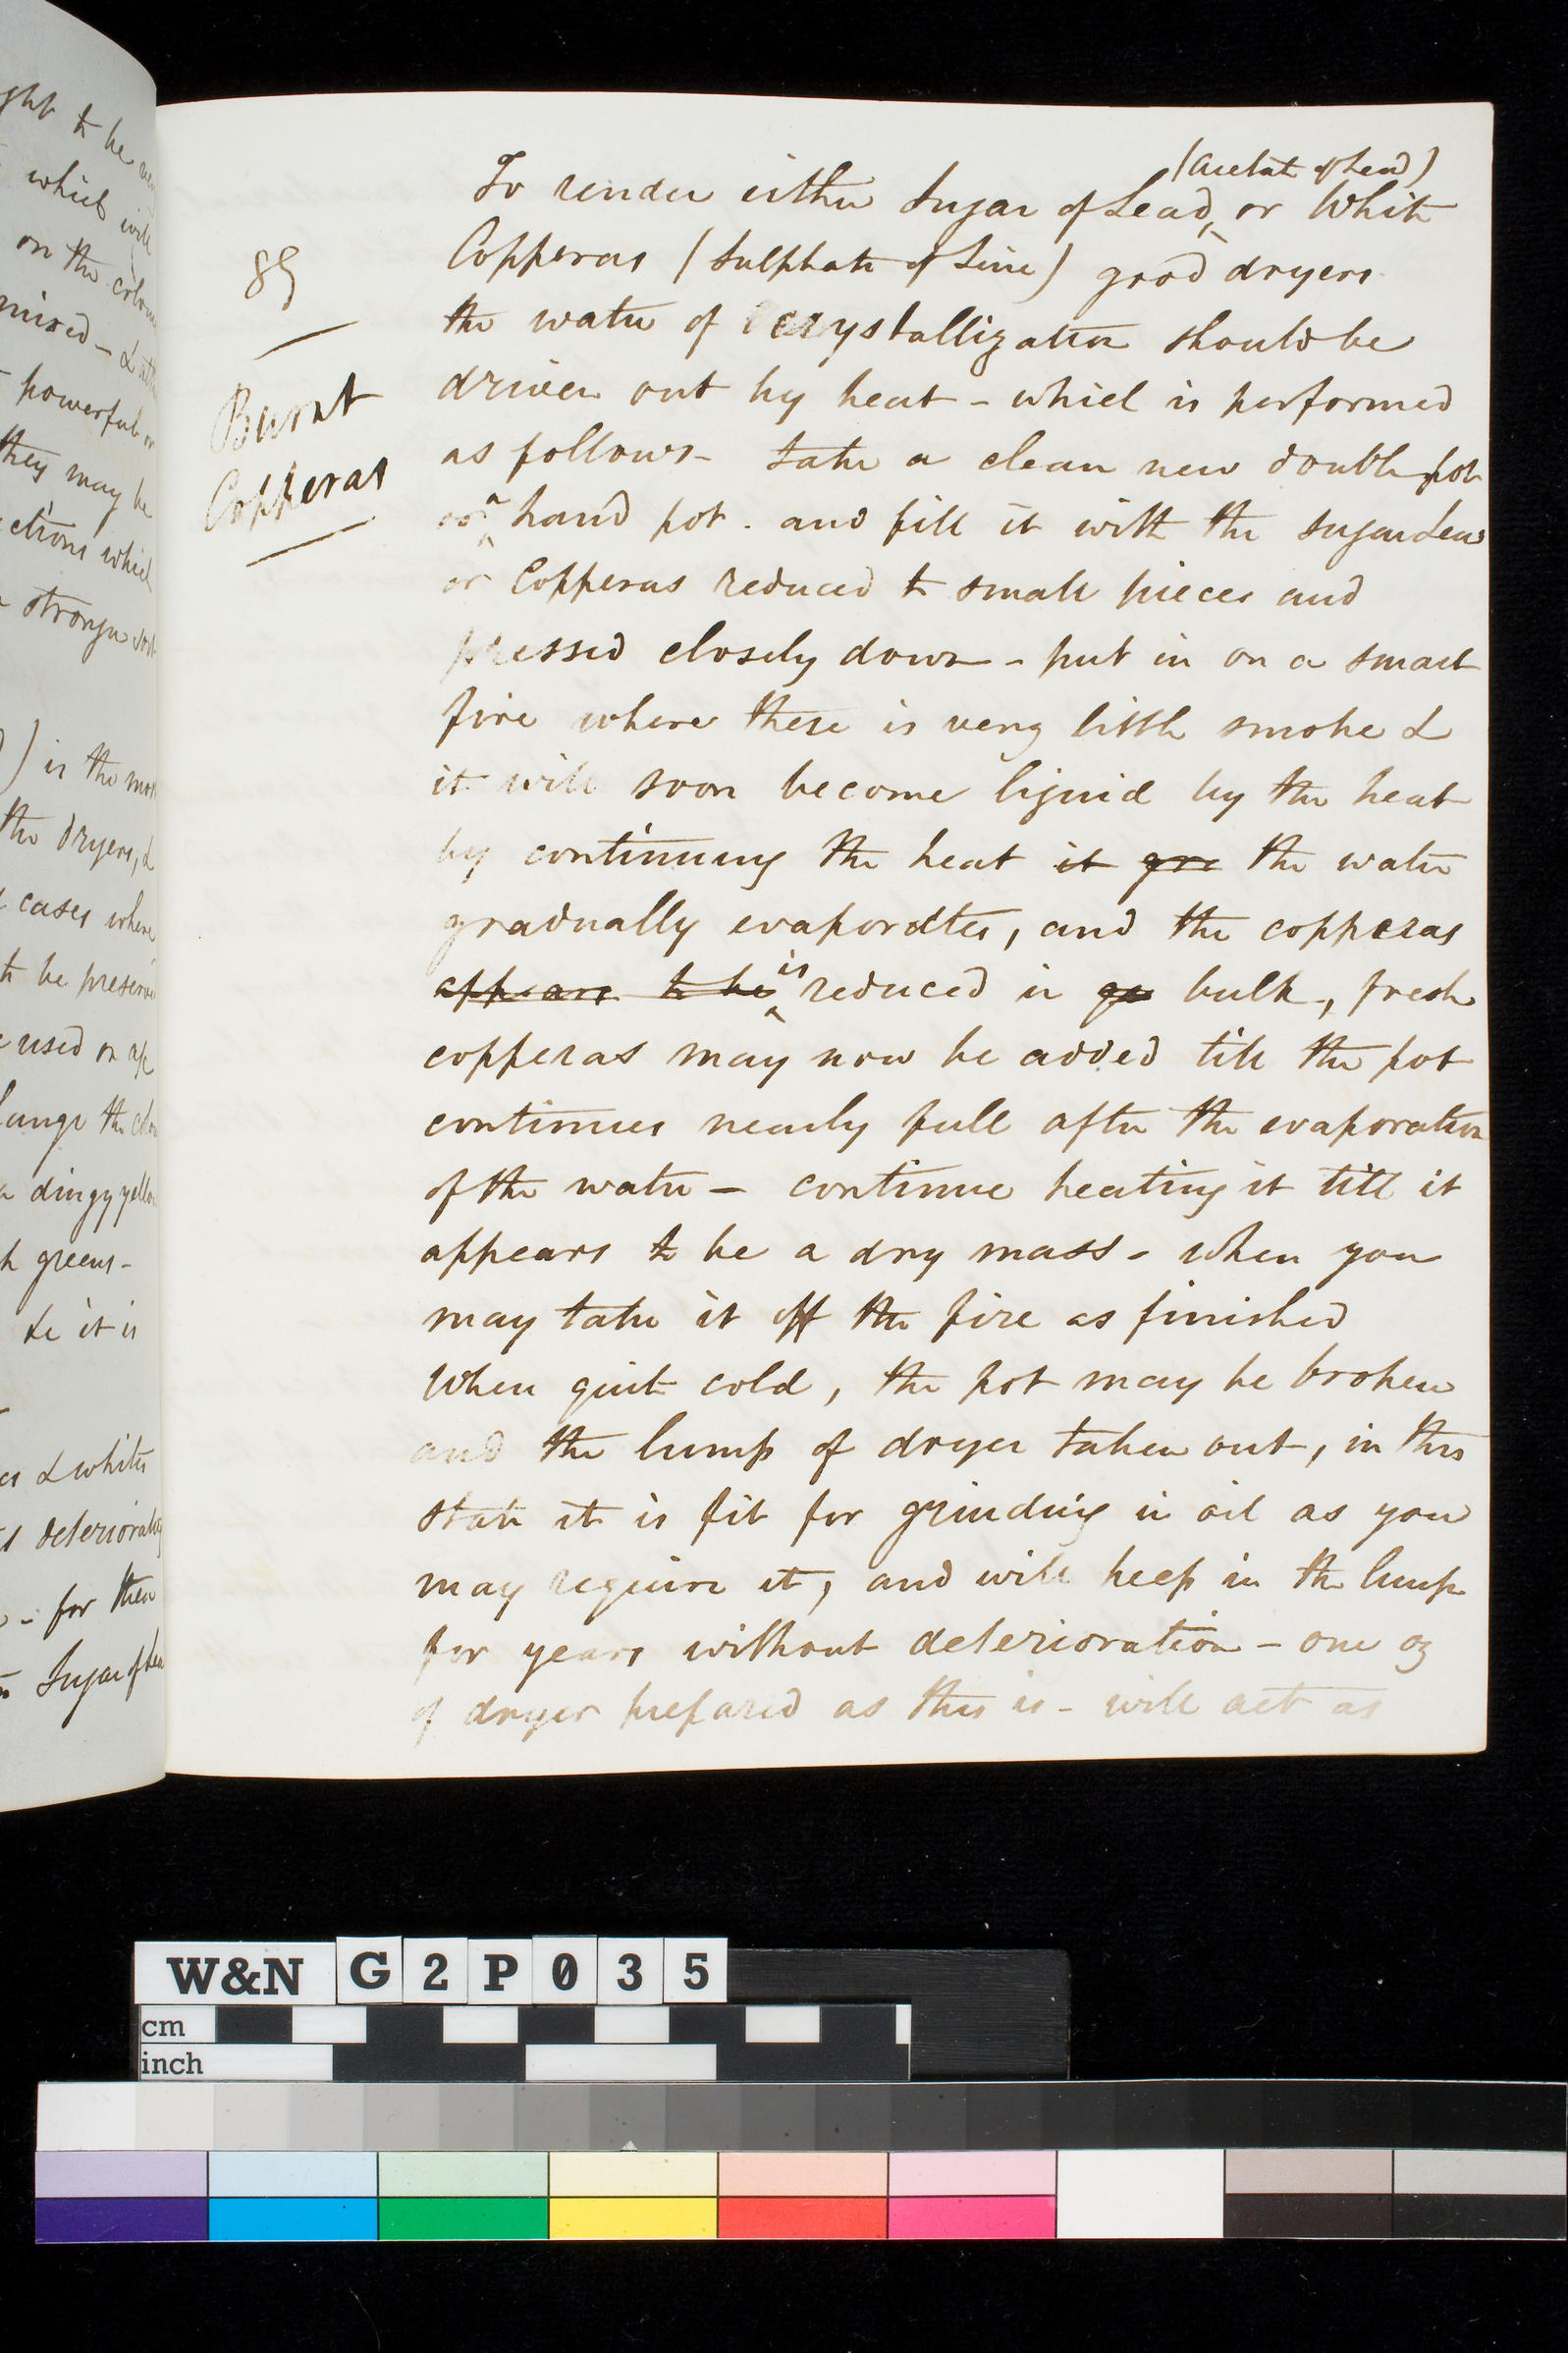 ght to be
which will
on the colour
mixed - &
powerful or
they may be
ctions which
stronger
) is the most
the dryers, &
cases where
to be preserved
used on
the
a dingy yellow
greens -
it is
& whites
deteriorating
- for these
Sugar of Lea
85
Burnt
Copperas
(Acetate of Lead)
To render either Sugar of Lead, or White
Copperas (Sulphate of Zinc) good dryers
the water of crystallization should be
driven out by heat - which is performed
as follows - take a clean new double pot
or a hand pot. and fill it with the sugar Lead
or Copperas reduced to small pieces and
pressed closely down - put in on a smart
fire where there is very little smoke &
it will soon become liquid by the heat
by continuing the heat it gra the water
gradually evaporates, and the copperas
appears to be is reduced in bulk, fresh
copperas may now be added till the pot
continues nearly full after the evaporation
of the water - continue heating it till it
appears to be a dry mass - when you
may take it off the fire as finished
When quite cold, the pot may be broken
and the lump of dryer taken out, in this
state it is fit for grinding in oil as you
may require it, and will keep in the lump
for years without deterioration - one oz
of dryer prepared as this is - will act as
W&N G2P035
cm
inch